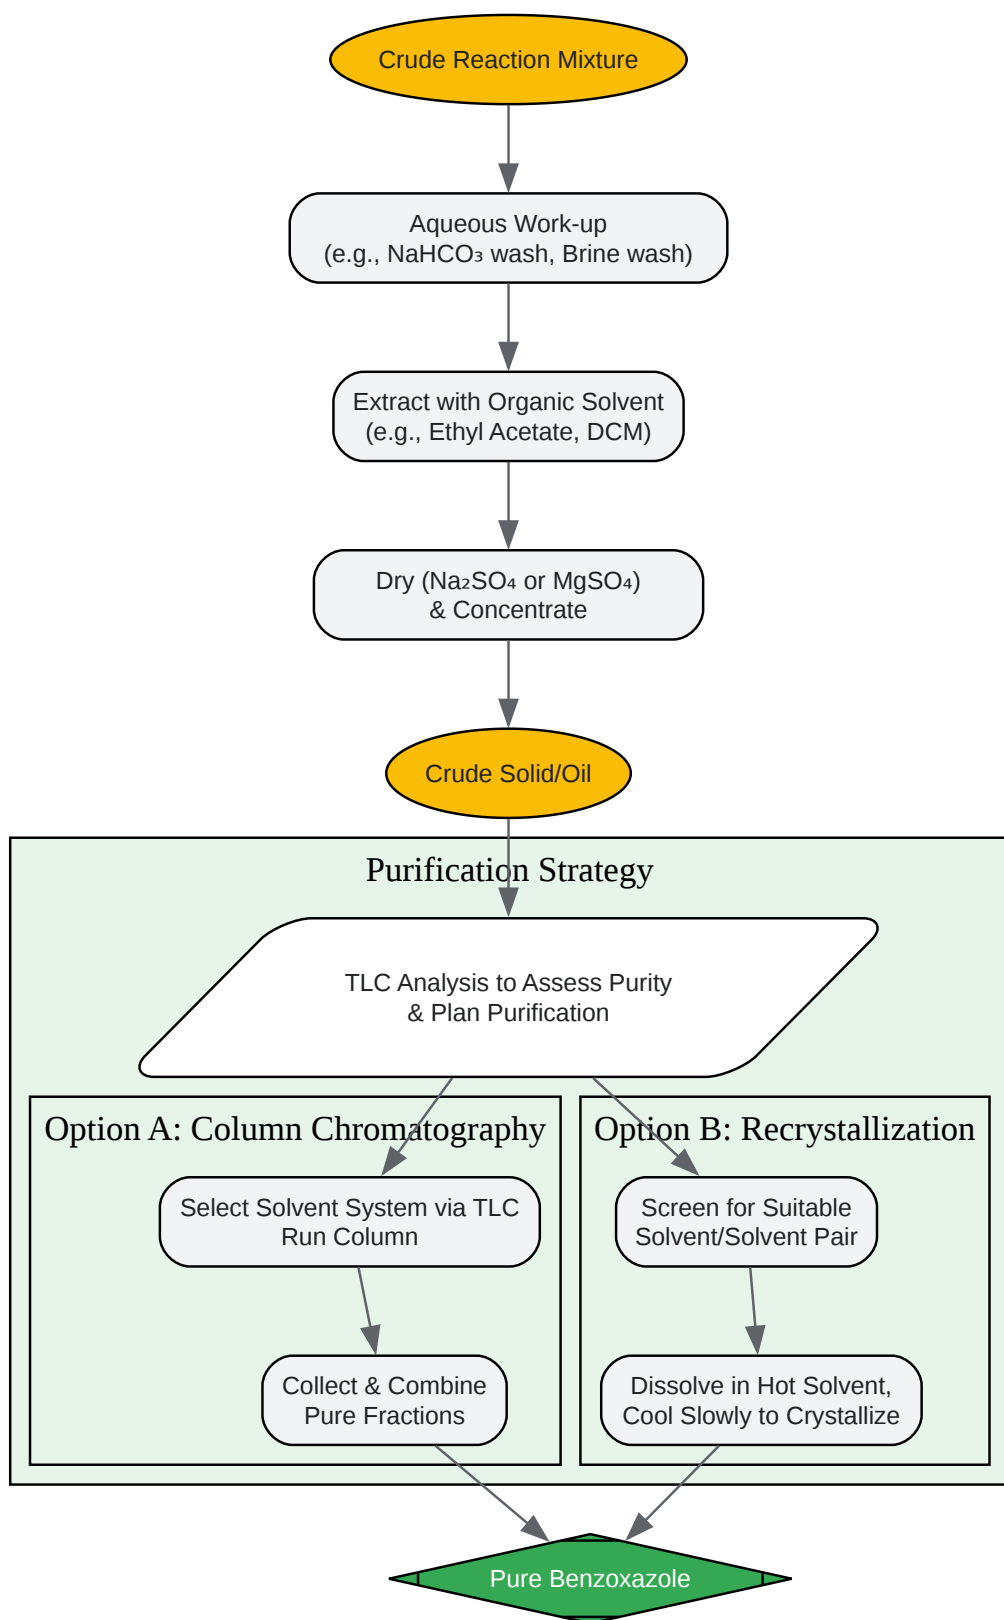 Crude Reaction Mixture
Aqueous Work-up
(e.g., NaHCO₃ wash, Brine wash)
Extract with Organic Solvent
(e.g., Ethyl Acetate, DCM)
Dry (Na₂SO₄ or MgSO₄)
& Concentrate
Crude Solid/Oil
Purification Strategy
TLC Analysis to Assess Purity
& Plan Purification
Option A: Column Chromatography
Select Solvent System via TLC
Run Column
Collect & Combine
Pure Fractions
Option B: Recrystallization
Screen for Suitable
Solvent/Solvent Pair
Dissolve in Hot Solvent,
Cool Slowly to Crystallize
Pure Benzoxazole